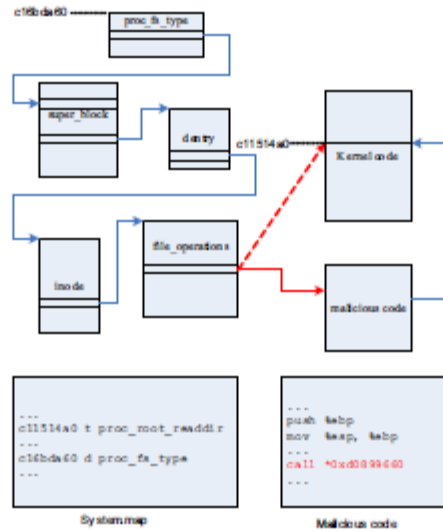 c16bda60
proc_fs_type
super_block
dentry
c11514a0
Kernel code
inode
file_operations
malicious code
...
c11514a0 t proc_root_readdir
...
c16bda60 d proc_fs_type
...
System.map
...
push %ebp
mov %esp, %ebp
call *0xd0899660
...
Malicious code